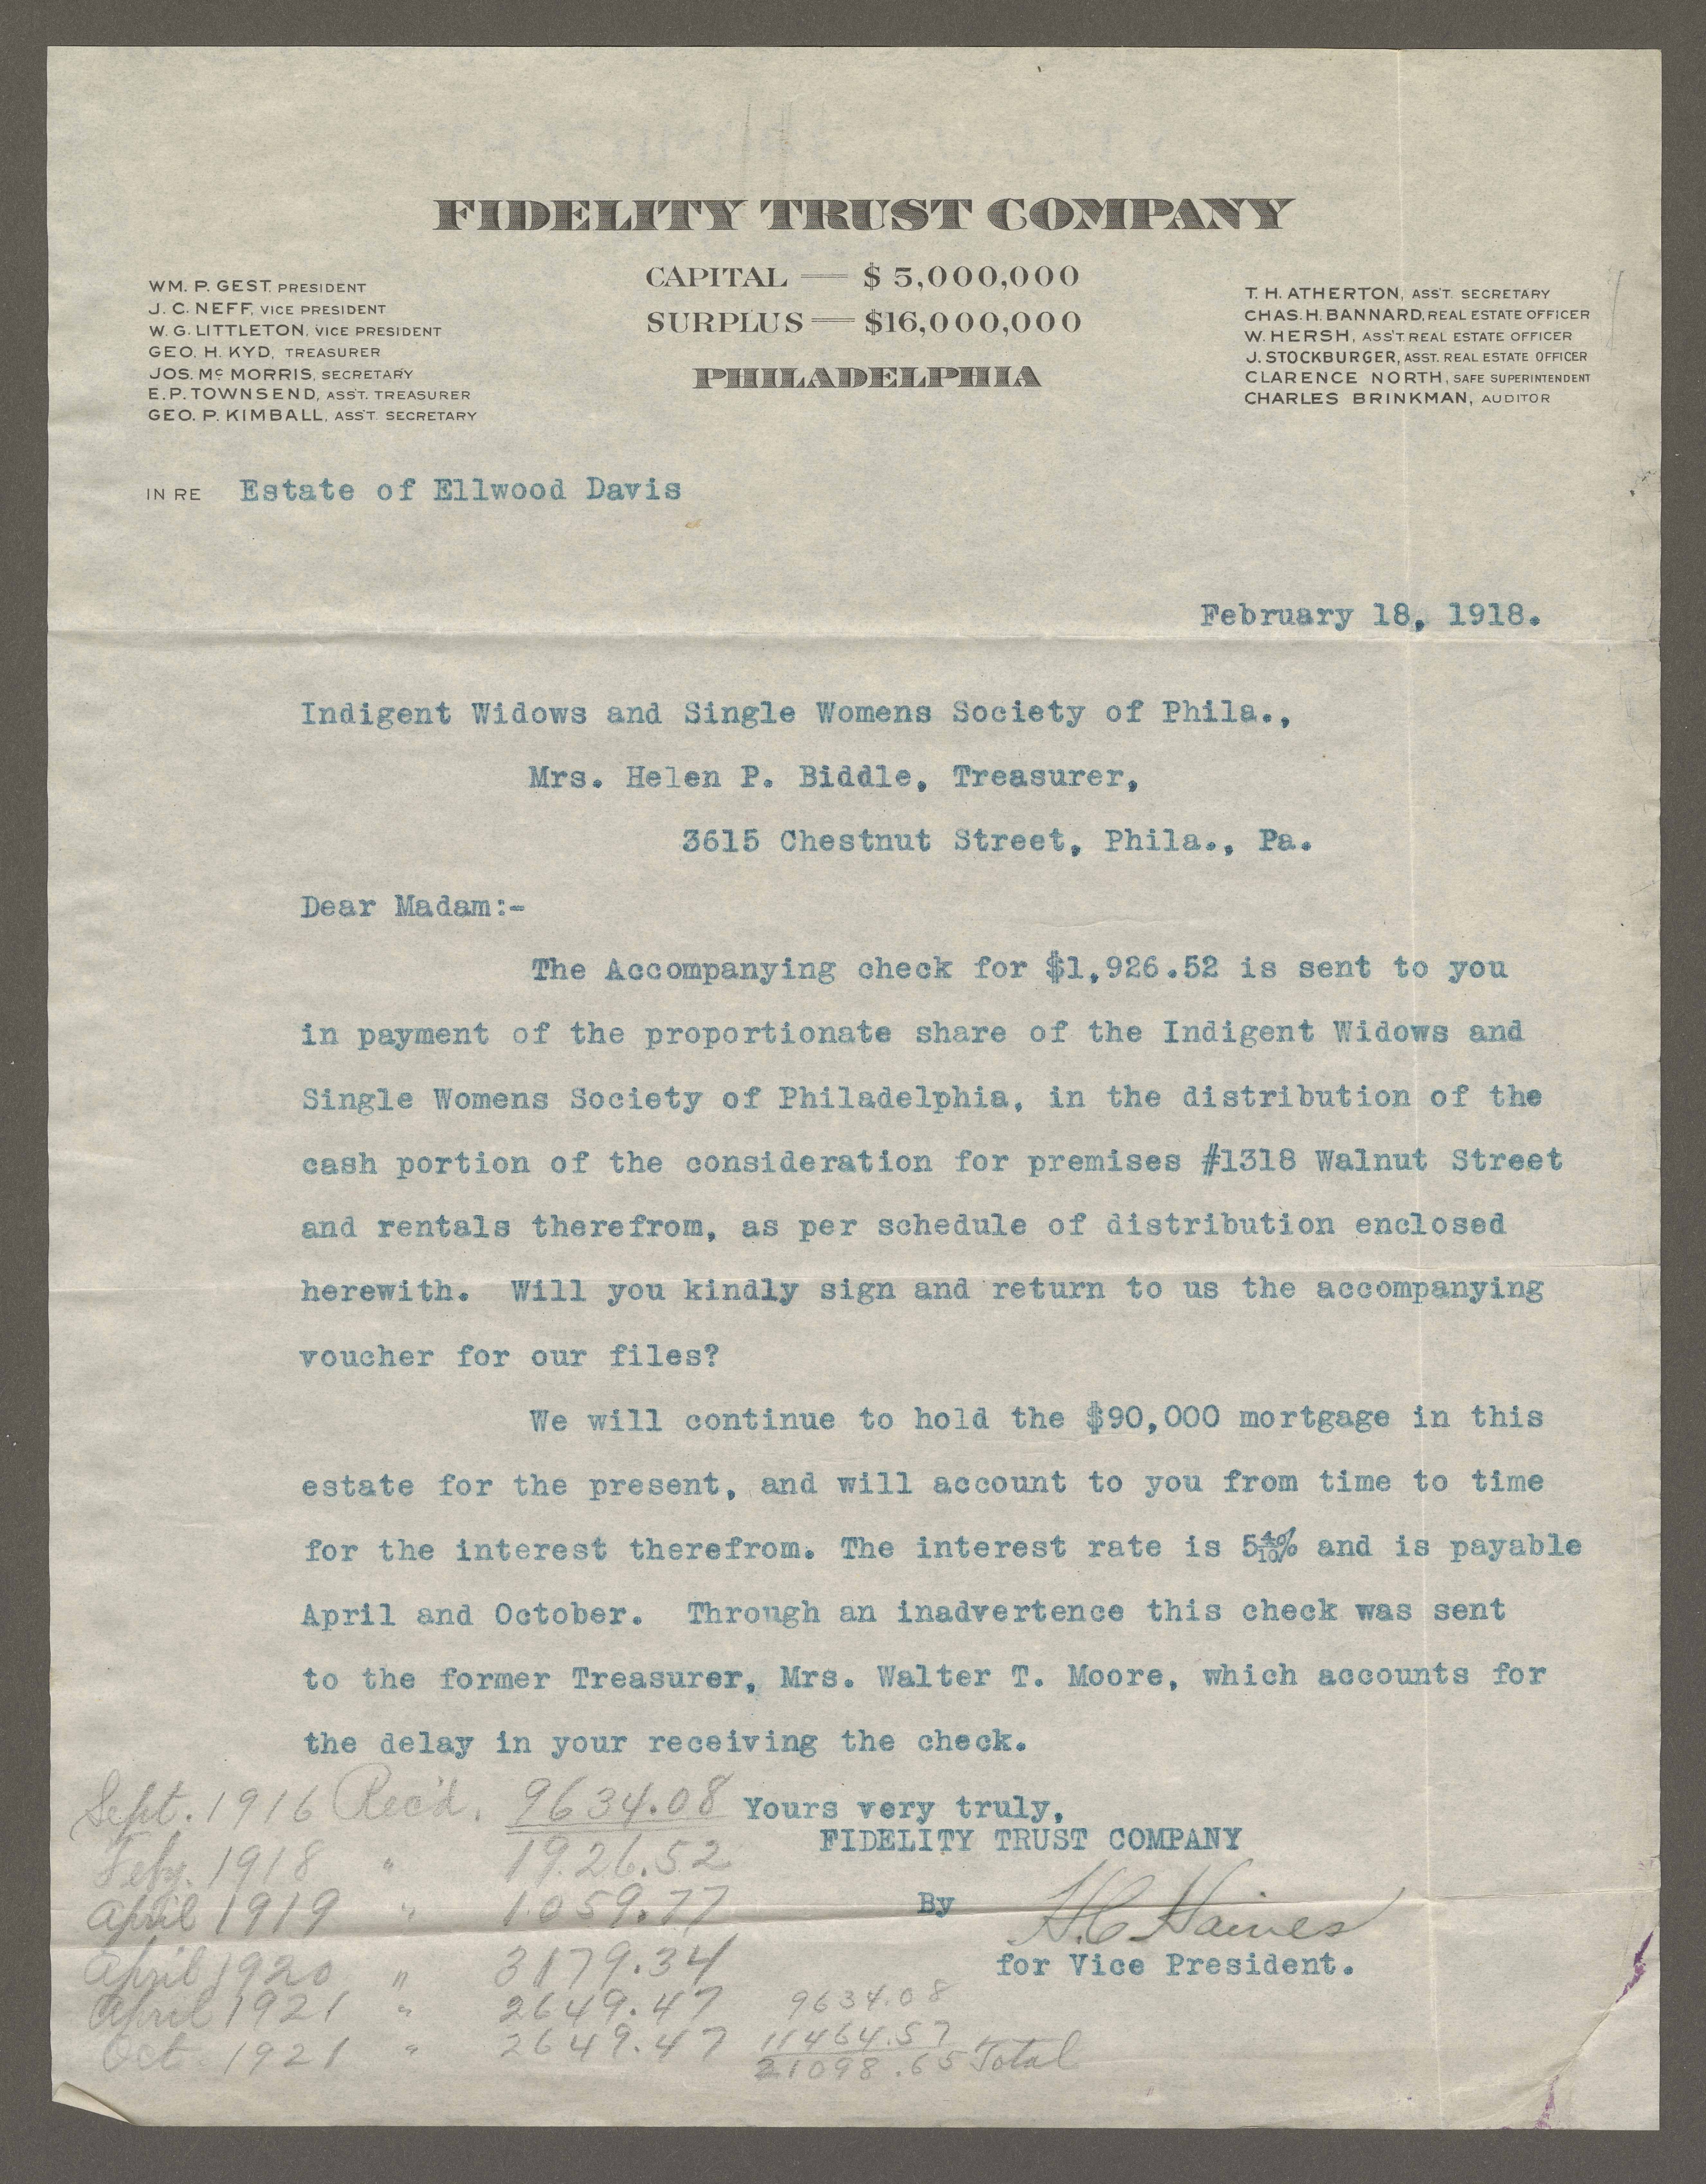 FIDELITY TRUST COMPANY
CAPITAL — $ 5,000,000
SURPLUS — $16,000,000
PHILADELPHIA
WM. P. GEST, PRESIDENT
J. C. NEFF, VICE PRESIDENT
W. G. LITTLETON, VICE PRESIDENT
GEO. H. KYD, TREASURER
JOS. Mc MORRIS, SECRETARY
E. P. TOWNSEND, ASS'T. TREASURER
GEO. P. KIMBALL, ASS'T. SECRETARY
T. H. ATHERTON, ASS'T. SECRETARY
CHAS. H. BANNARD, REAL ESTATE OFFICER
W. HERSH, ASS'T. REAL ESTATE OFFICER
J. STOCKBURGER, ASST. REAL ESTATE OFFICER
CLARENCE NORTH, SAFE SUPERINTENDENT
CHARLES BRINKMAN, AUDITOR
IN RE Estate of Ellwood Davis
February 18, 1918.
Indigent Widows and Single Womens Society of Phila.,
Mrs. Helen P. Biddle, Treasurer,
3615 Chestnut Street, Phila., Pa.
Dear Madam:-
The Accompanying check for $1,926.52 is sent to you
in payment of the proportionate share of the Indigent Widows and
Single Womens Society of Philadelphia, in the distribution of the
cash portion of the consideration for premises #1318 Walnut Street
and rentals therefrom, as per schedule of distribution enclosed
herewith. Will you kindly sign and return to us the accompanying
voucher for our files?
We will continue to hold the $90,000 mortgage in this
estate for the present, and will account to you from time to time
for the interest therefrom. The interest rate is 5 4/10% and is payable
April and October. Through an inadvertence this check was sent
to the former Treasurer, Mrs. Walter T. Moore, which accounts for
the delay in your receiving the check.
Yours very truly,
FIDELITY TRUST COMPANY
By H. C. Haines
for Vice President.
Sept. 1916 Rec'd. 9634.08
Feby. 1918 " 1926.52
April 1919 " 1059.77
April 1920 " 3179.34
April 1921 " 2649.47
Oct. 1921 " 2649.47
9634.08
11464.57
21098.65 Total